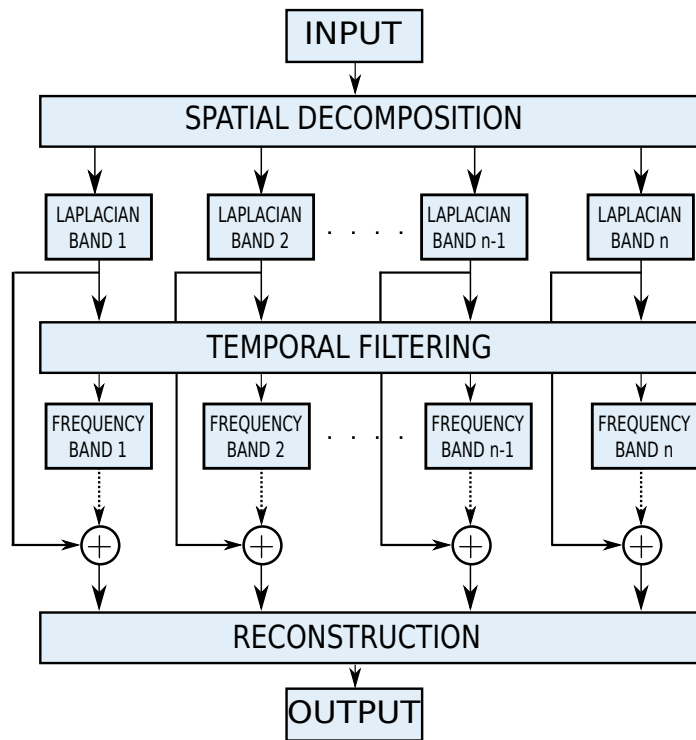 INPUT
SPATIAL DECOMPOSITION
LAPLACIAN
BAND 1
LAPLACIAN
BAND 2
. . . .
LAPLACIAN
BAND n-1
LAPLACIAN
BAND n
TEMPORAL FILTERING
FREQUENCY
BAND 1
FREQUENCY
BAND 2
. . . .
FREQUENCY
BAND n-1
FREQUENCY
BAND n
+
+
+
+
RECONSTRUCTION
OUTPUT